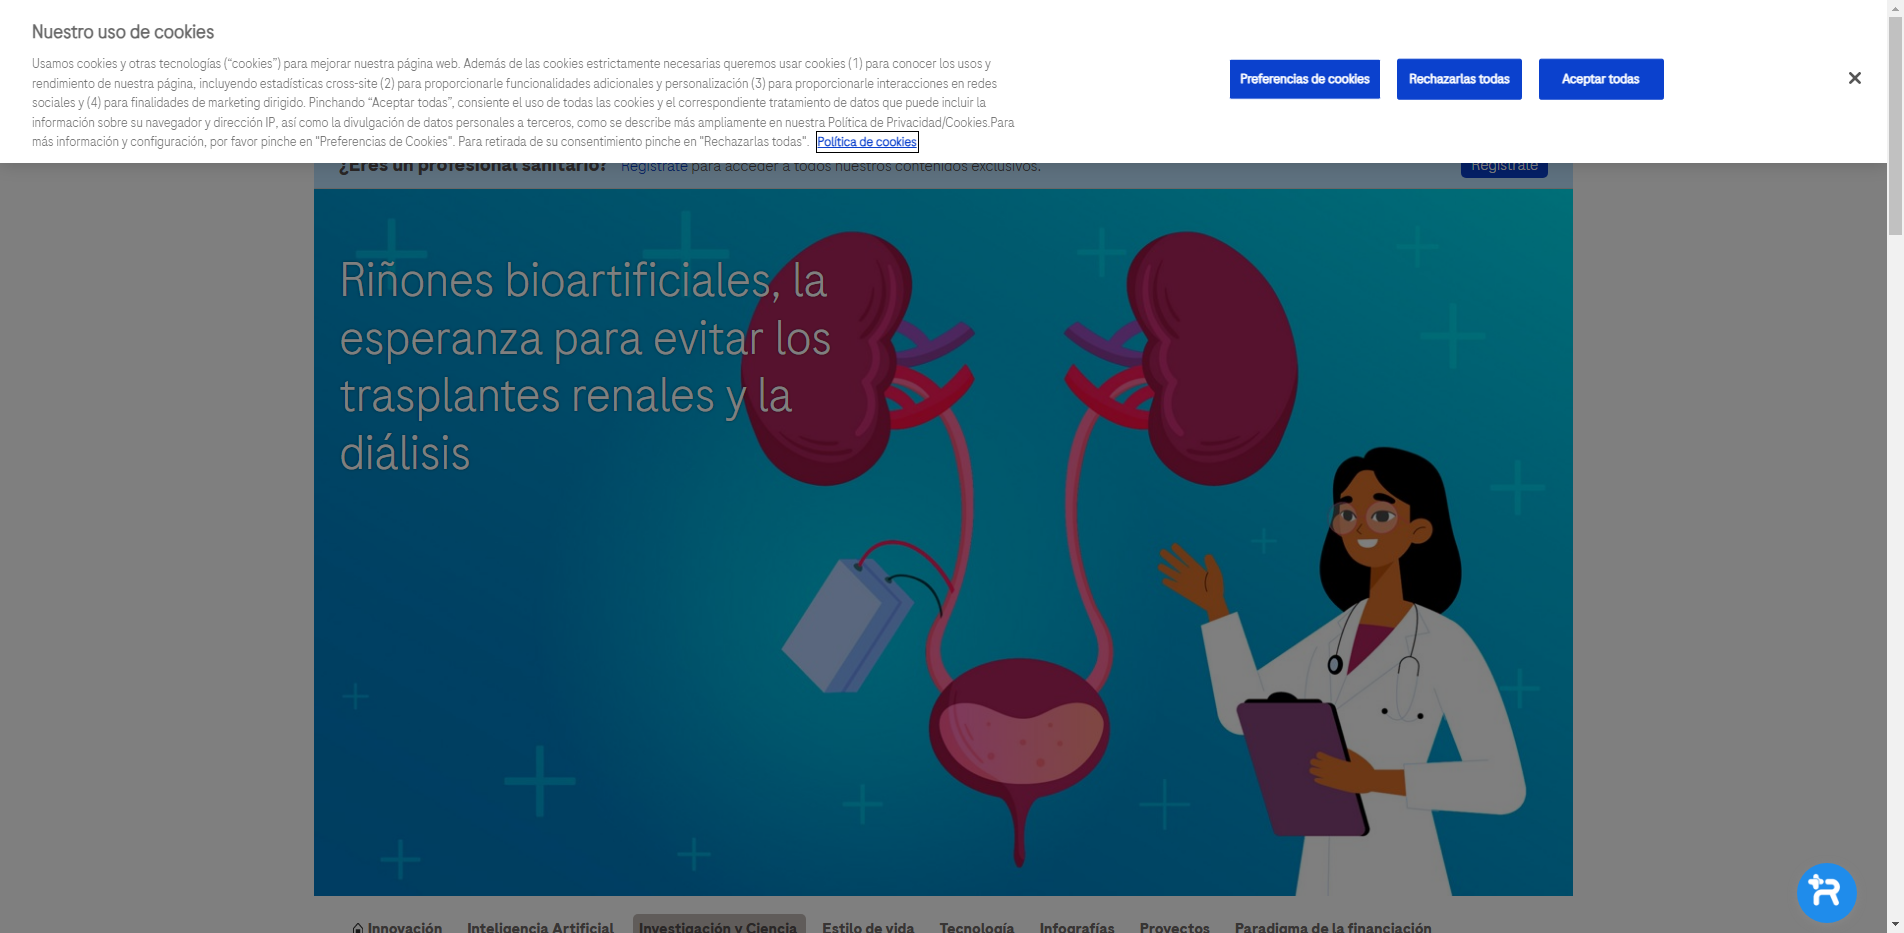 Nuestro uso de cookies
Usamos cookies y otras tecnologías (“cookies”) para mejorar nuestra página web. Además de las cookies estrictamente necesarias queremos usar cookies (1) para conocer los usos y
rendimiento de nuestra página, incluyendo estadísticas cross-site (2) para proporcionarle funcionalidades adicionales y personalización (3) para proporcionarle interacciones en redes
sociales y (4) para finalidades de marketing dirigido. Pinchando “Aceptar todas”, consiente el uso de todas las cookies y el correspondiente tratamiento de datos que puede incluir la
información sobre su navegador y dirección IP, así como la divulgación de datos personales a terceros, como se describe más ampliamente en nuestra Política de Privacidad/Cookies.Para
más información y configuración, por favor pinche en "Preferencias de Cookies". Para retirada de su consentimiento pinche en "Rechazarlas todas". Política de cookies
Preferencias de cookies Rechazarlas todas Aceptar todas
¿Eres un profesional sanitario? Regístrate para acceder a todos nuestros contenidos exclusivos. Regístrate
Riñones bioartificiales, la
esperanza para evitar los
trasplantes renales y la
diálisis
Innovación Inteligencia Artificial Investigación y Ciencia Estilo de vida Tecnología Infografías Proyectos Paradigma de la financiación